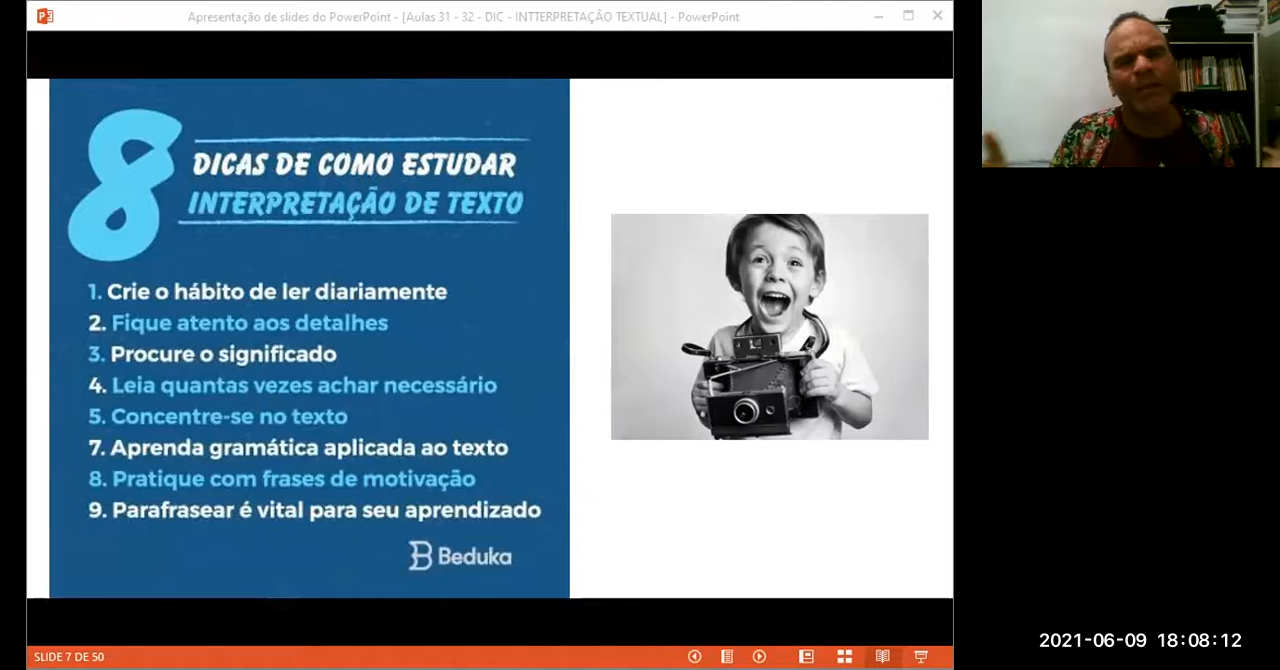 Apresentação de slides do PowerPoint - [Aulas 31 - 32 - DIC - INTTERPRETAÇÃO TEXTUAL] - PowerPoint
8
DICAS DE COMO ESTUDAR
INTERPRETAÇÃO DE TEXTO
1. Crie o hábito de ler diariamente
2. Fique atento aos detalhes
3. Procure o significado
4. Leia quantas vezes achar necessário
5. Concentre-se no texto
7. Aprenda gramática aplicada ao texto
8. Pratique com frases de motivação
9. Parafrasear é vital para seu aprendizado
Beduka
SLIDE 7 DE 50
2021-06-09 18:08:12